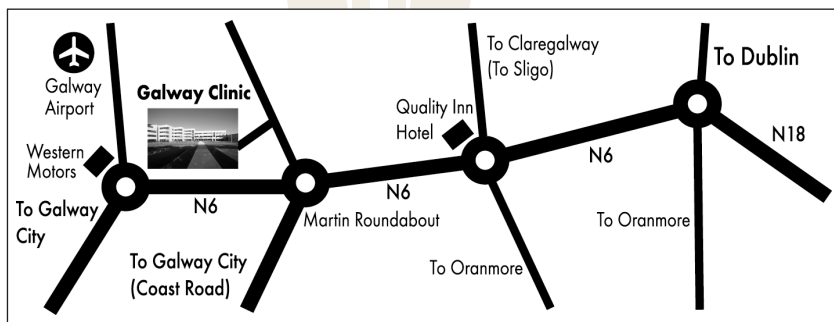 To Claregalway
(To Sligo)
To Dublin
Galway
Airport
Galway Clinic
Quality Inn
Hotel
N18
Western
Motors
N6
N6
N6
To Galway
City
Martin Roundabout
To Oranmore
To Galway City
(Coast Road)
To Oranmore